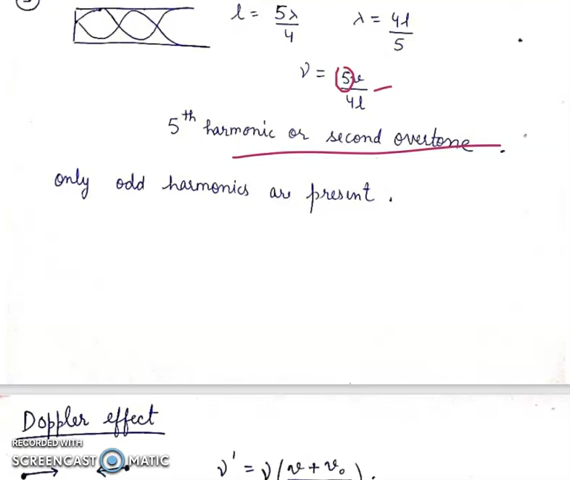 l = 5λ/4    λ = 4l/5
ν = 5v/4l
5th harmonic or second overtone .
only odd harmonics are present .
Doppler effect
RECORDED WITH
SCREENCAST MATIC
ν' = ν ( v + v₀ ) .